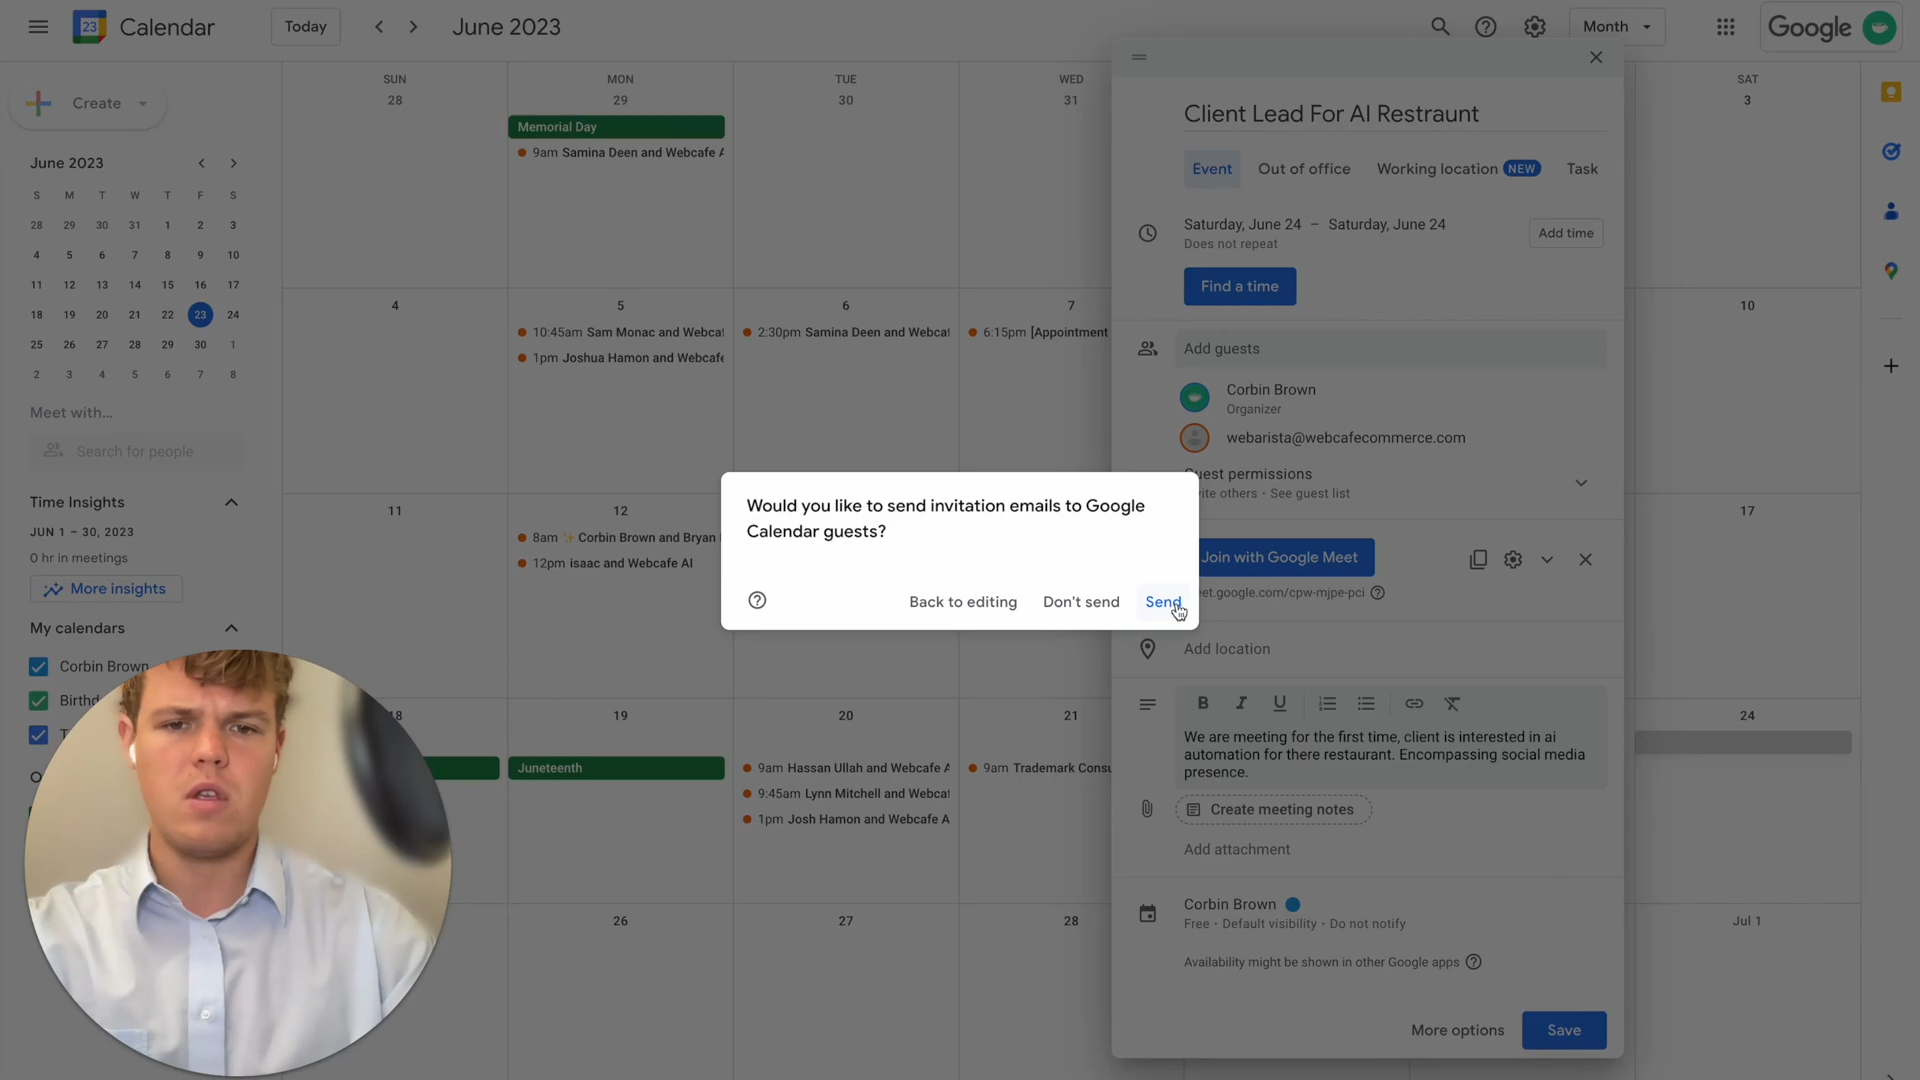 23
Calendar
Today
June 2023
Month
Google
Create
June 2023
S M T W T F S
28 29 30 31 1 2 3
4 5 6 7 8 9 10
11 12 13 14 15 16 17
18 19 20 21 22 23 24
25 26 27 28 29 30 1
2 3 4 5 6 7 8
Meet with...
Search for people
Time Insights
JUN 1 – 30, 2023
0 hr in meetings
More insights
My calendars
Corbin Brown
SUN MON TUE WED SAT
28 29 30 31 3
Memorial Day
9am Samina Deen and Webcafe A
4 5 6 7 10
10:45am Sam Monac and Webcaf
1pm Joshua Hamon and Webcafe
2:30pm Samina Deen and Webcaf
6:15pm [Appointment
11 12 17
8am ✨ Corbin Brown and Bryan
12pm isaac and Webcafe AI
18 19 20 21 24
Juneteenth
9am Hassan Ullah and Webcafe A
9:45am Lynn Mitchell and Webcaf
1pm Josh Hamon and Webcafe A
9am Trademark Consu
26 27 28 Jul 1
Would you like to send invitation emails to Google
Calendar guests?
Back to editing
Don't send
Send
Client Lead For AI Restraunt
Event
Out of office
Working location NEW
Task
Saturday, June 24 – Saturday, June 24
Does not repeat
Add time
Find a time
Add guests
Corbin Brown
Organizer
webarista@webcafecommerce.com
permissions
others · See guest list
Join with Google Meet
eet.google.com/cpw-mjpe-pci
Add location
B I U
We are meeting for the first time, client is interested in ai
automation for there restaurant. Encompassing social media
presence.
Create meeting notes
Add attachment
Corbin Brown
Free · Default visibility · Do not notify
Availability might be shown in other Google apps
More options
Save